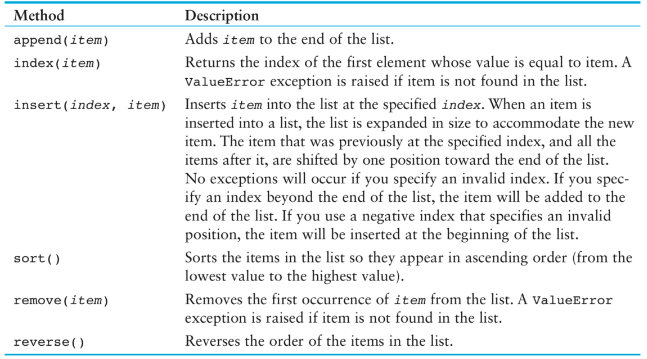 Method Description
append(item) Adds item to the end of the list.
index(item) Returns the index of the first element whose value is equal to item. A
ValueError exception is raised if item is not found in the list.
insert(index, item) Inserts item into the list at the specified index. When an item is
inserted into a list, the list is expanded in size to accommodate the new
item. The item that was previously at the specified index, and all the
items after it, are shifted by one position toward the end of the list.
No exceptions will occur if you specify an invalid index. If you spec-
ify an index beyond the end of the list, the item will be added to the
end of the list. If you use a negative index that specifies an invalid
position, the item will be inserted at the beginning of the list.
sort() Sorts the items in the list so they appear in ascending order (from the
lowest value to the highest value).
remove(item) Removes the first occurrence of item from the list. A ValueError
exception is raised if item is not found in the list.
reverse() Reverses the order of the items in the list.